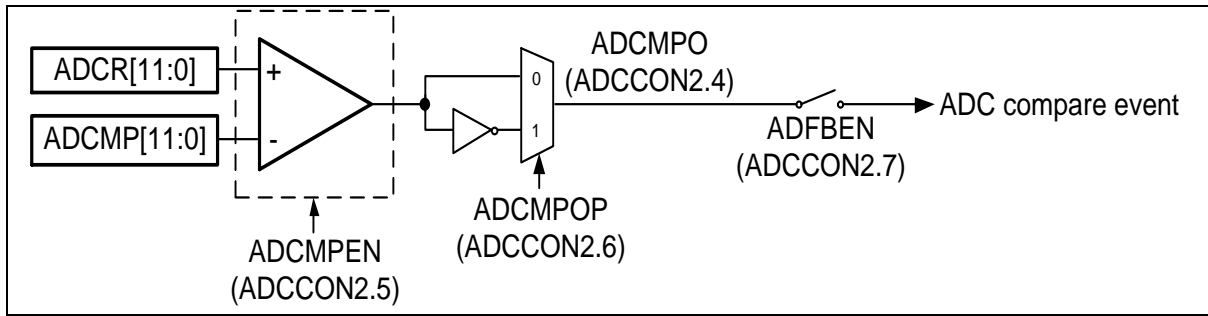 ADCR[11:0]
ADCMP[11:0]
+
-
ADCMPEN
(ADCCON2.5)
0
1
ADCMPOP
(ADCCON2.6)
ADCMPO
(ADCCON2.4)
ADFBEN
(ADCCON2.7)
ADC compare event